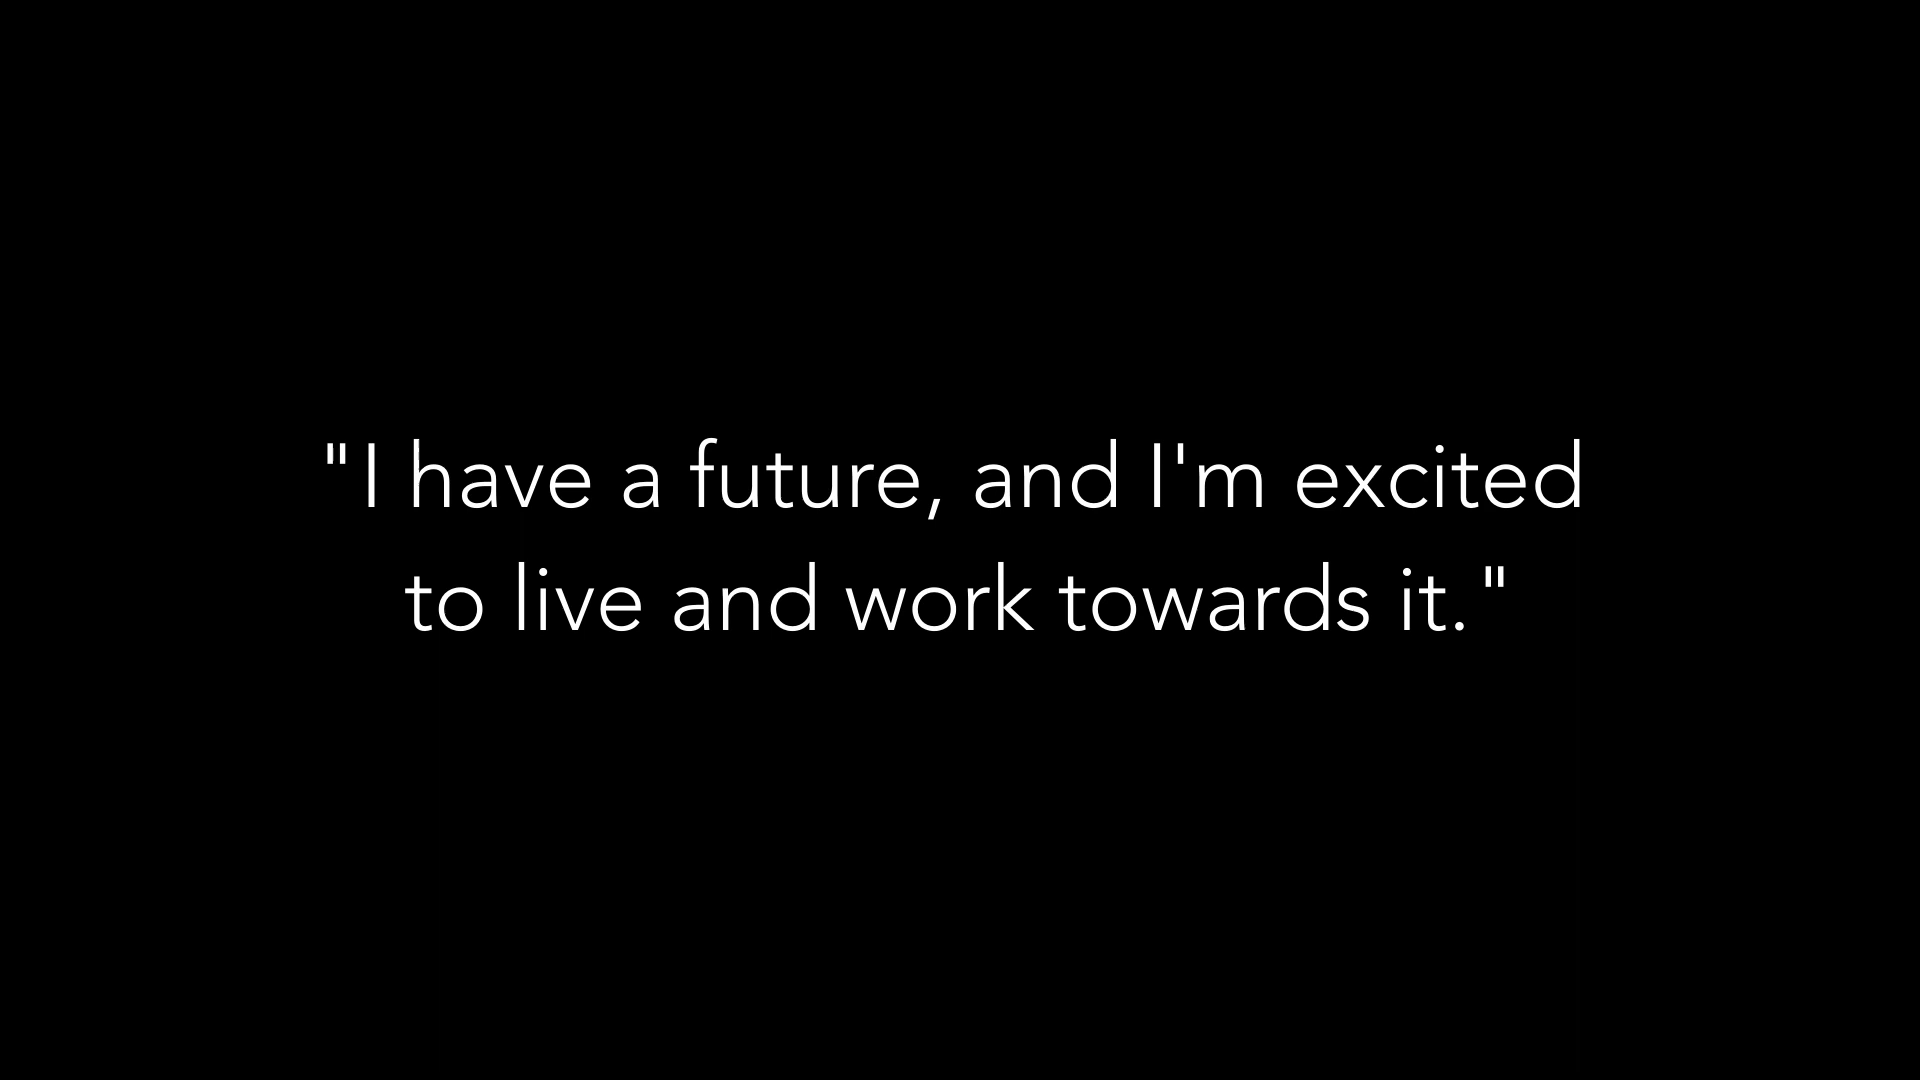 "I have a future, and I'm excited
to live and work towards it."